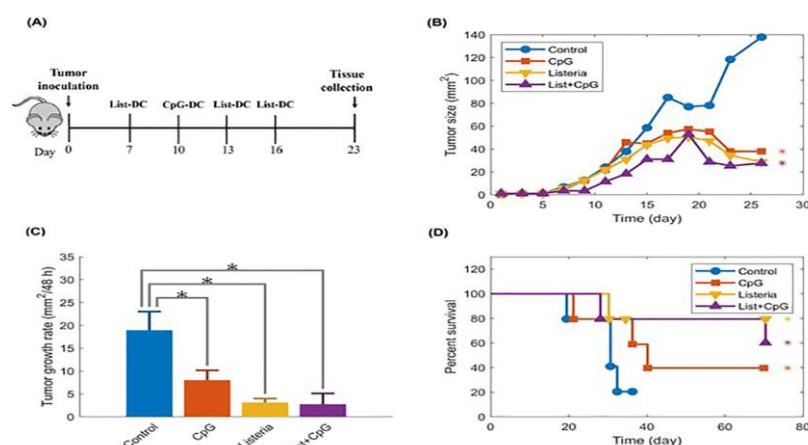 (A)
Tumor
inoculation
List-DC CpG-DC List-DC List-DC
Tissue
collection
Day 0 7 10 13 16 23
(B)
Tumor size (mm²)
140
120
100
80
60
40
20
0
0 5 10 15 20 25 30
Time (day)
Control
CpG
Listeria
List+CpG
*
*
(C)
Tumor growth rate (mm²/48 h)
35
30
25
20
15
10
5
0
*
*
*
Control CpG Listeria st+CpG
(D)
Percent survival
120
100
80
60
40
20
0
0 20 40 60 80
Time (day)
Control
CpG
Listeria
List+CpG
*
*
*